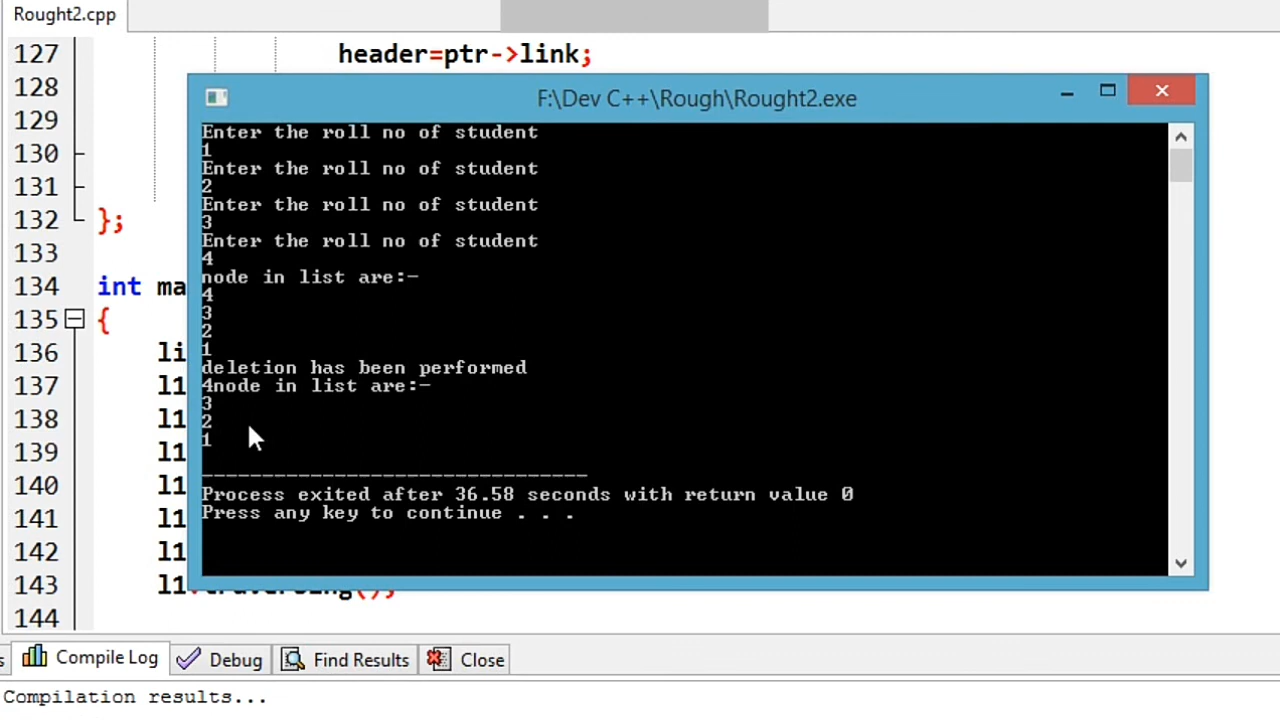 Rought2.cpp
127 header=ptr->link;
128
129
130
131
132 };
133
134 int ma
135 {
136 li
137 l1
138 l1
139 l1
140 l1
141 l1
142 l1
143 l1.traversing();
144
F:\Dev C++\Rough\Rought2.exe
Enter the roll no of student
1
Enter the roll no of student
2
Enter the roll no of student
3
Enter the roll no of student
4
node in list are:-
4
3
2
1
deletion has been performed
4node in list are:-
3
2
1
--------------------------------
Process exited after 36.58 seconds with return value 0
Press any key to continue . . .
s Compile Log Debug Find Results Close
Compilation results...